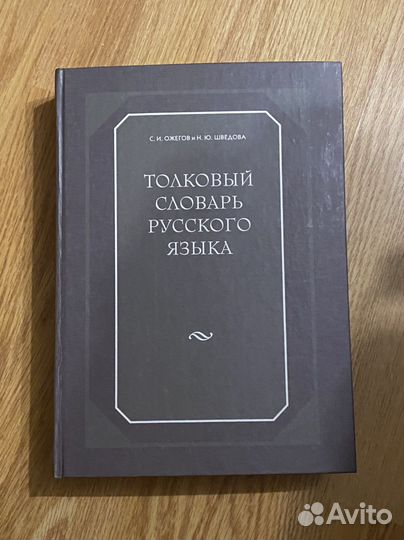 С. И. ОЖЕГОВ и Н. Ю. ШВЕДОВА
ТОЛКОВЫЙ
СЛОВАРЬ
РУССКОГО
ЯЗЫКА
Avito